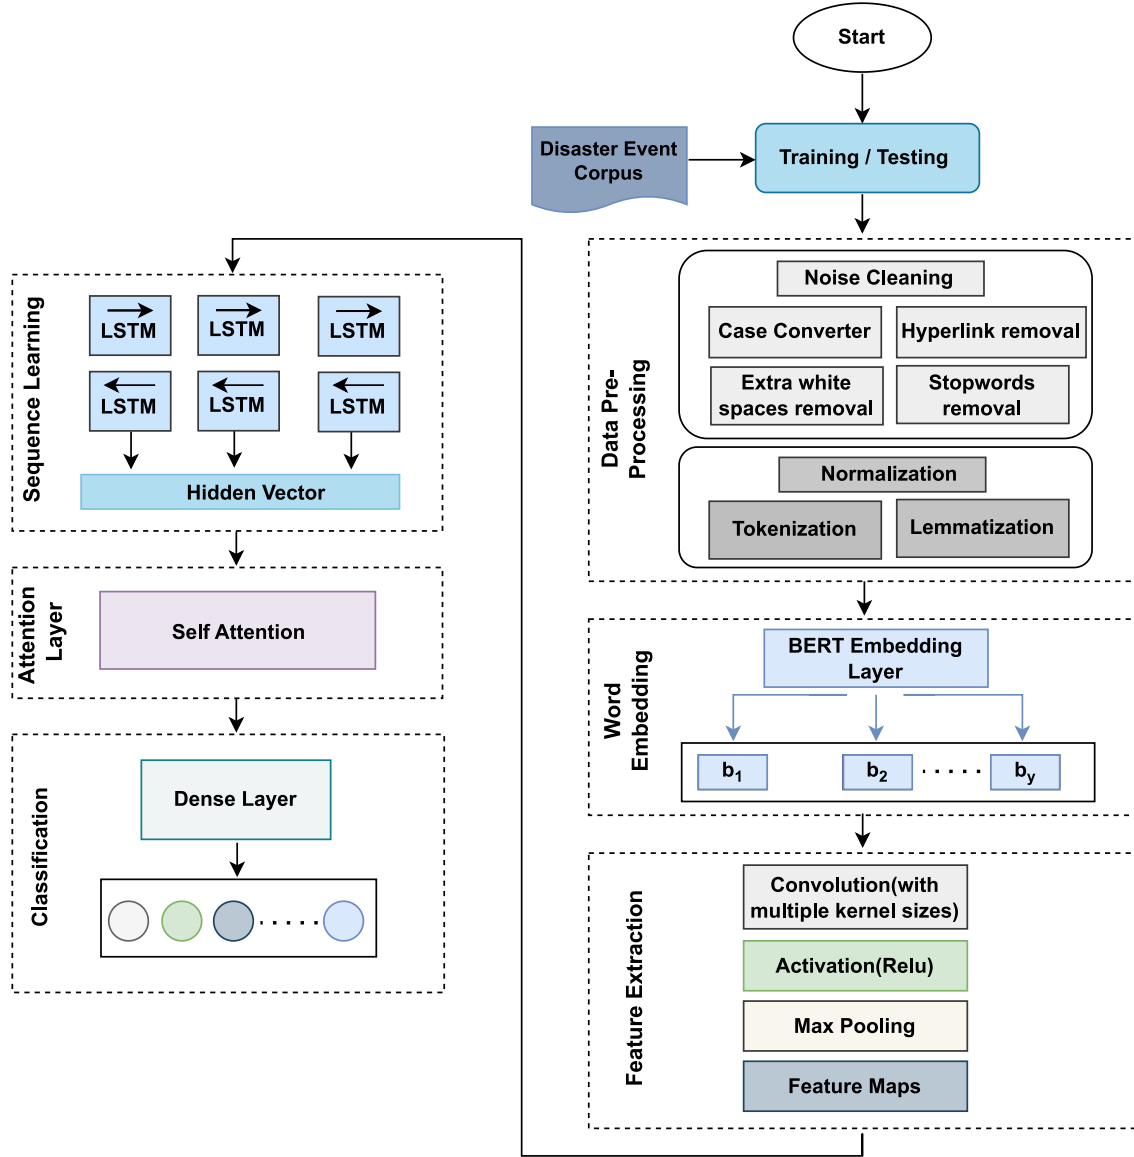 Start
Disaster Event
Corpus
Training / Testing
Data Pre-
Processing
Noise Cleaning
Case Converter
Hyperlink removal
Extra white
spaces removal
Stopwords
removal
Normalization
Tokenization
Lemmatization
Word
Embedding
BERT Embedding
Layer
b1
b2
. . . . .
by
Feature Extraction
Convolution(with
multiple kernel sizes)
Activation(Relu)
Max Pooling
Feature Maps
Sequence Learning
LSTM
LSTM
LSTM
LSTM
LSTM
LSTM
Hidden Vector
Attention
Layer
Self Attention
Classification
Dense Layer
. . . . .